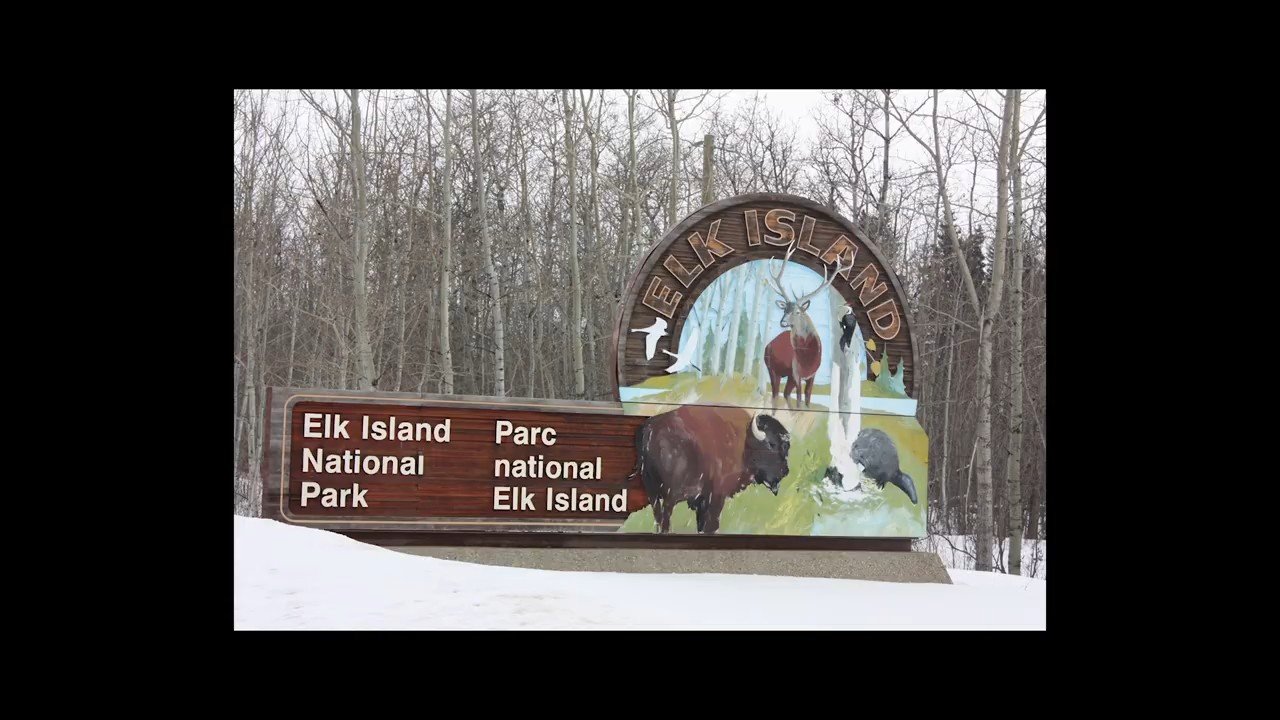 ELK ISLAND
Elk Island
National
Park
Parc
national
Elk Island